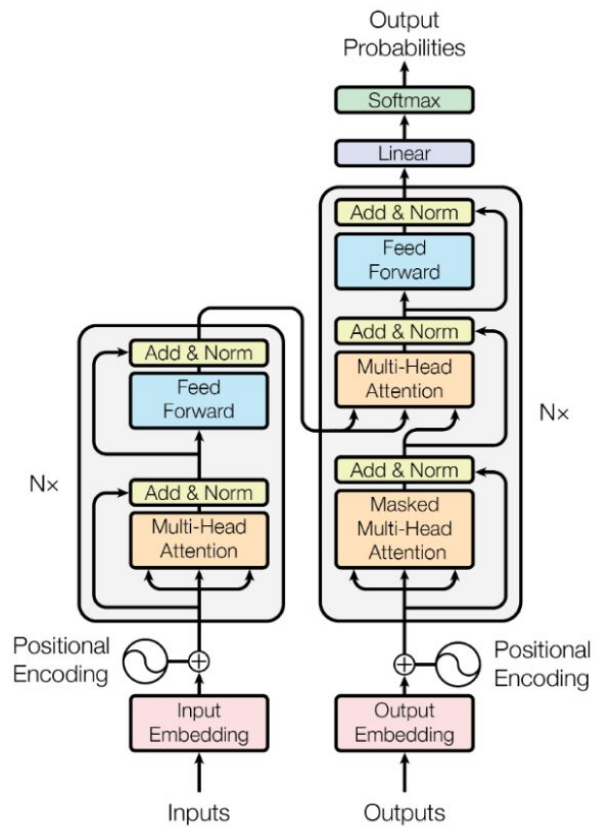 Output
Probabilities
Softmax
Linear
Add & Norm
Feed
Forward
Add & Norm
Multi-Head
Attention
Add & Norm
Masked
Multi-Head
Attention
N×
Add & Norm
Feed
Forward
Add & Norm
Multi-Head
Attention
N×
Positional
Encoding
Positional
Encoding
Input
Embedding
Output
Embedding
Inputs
Outputs